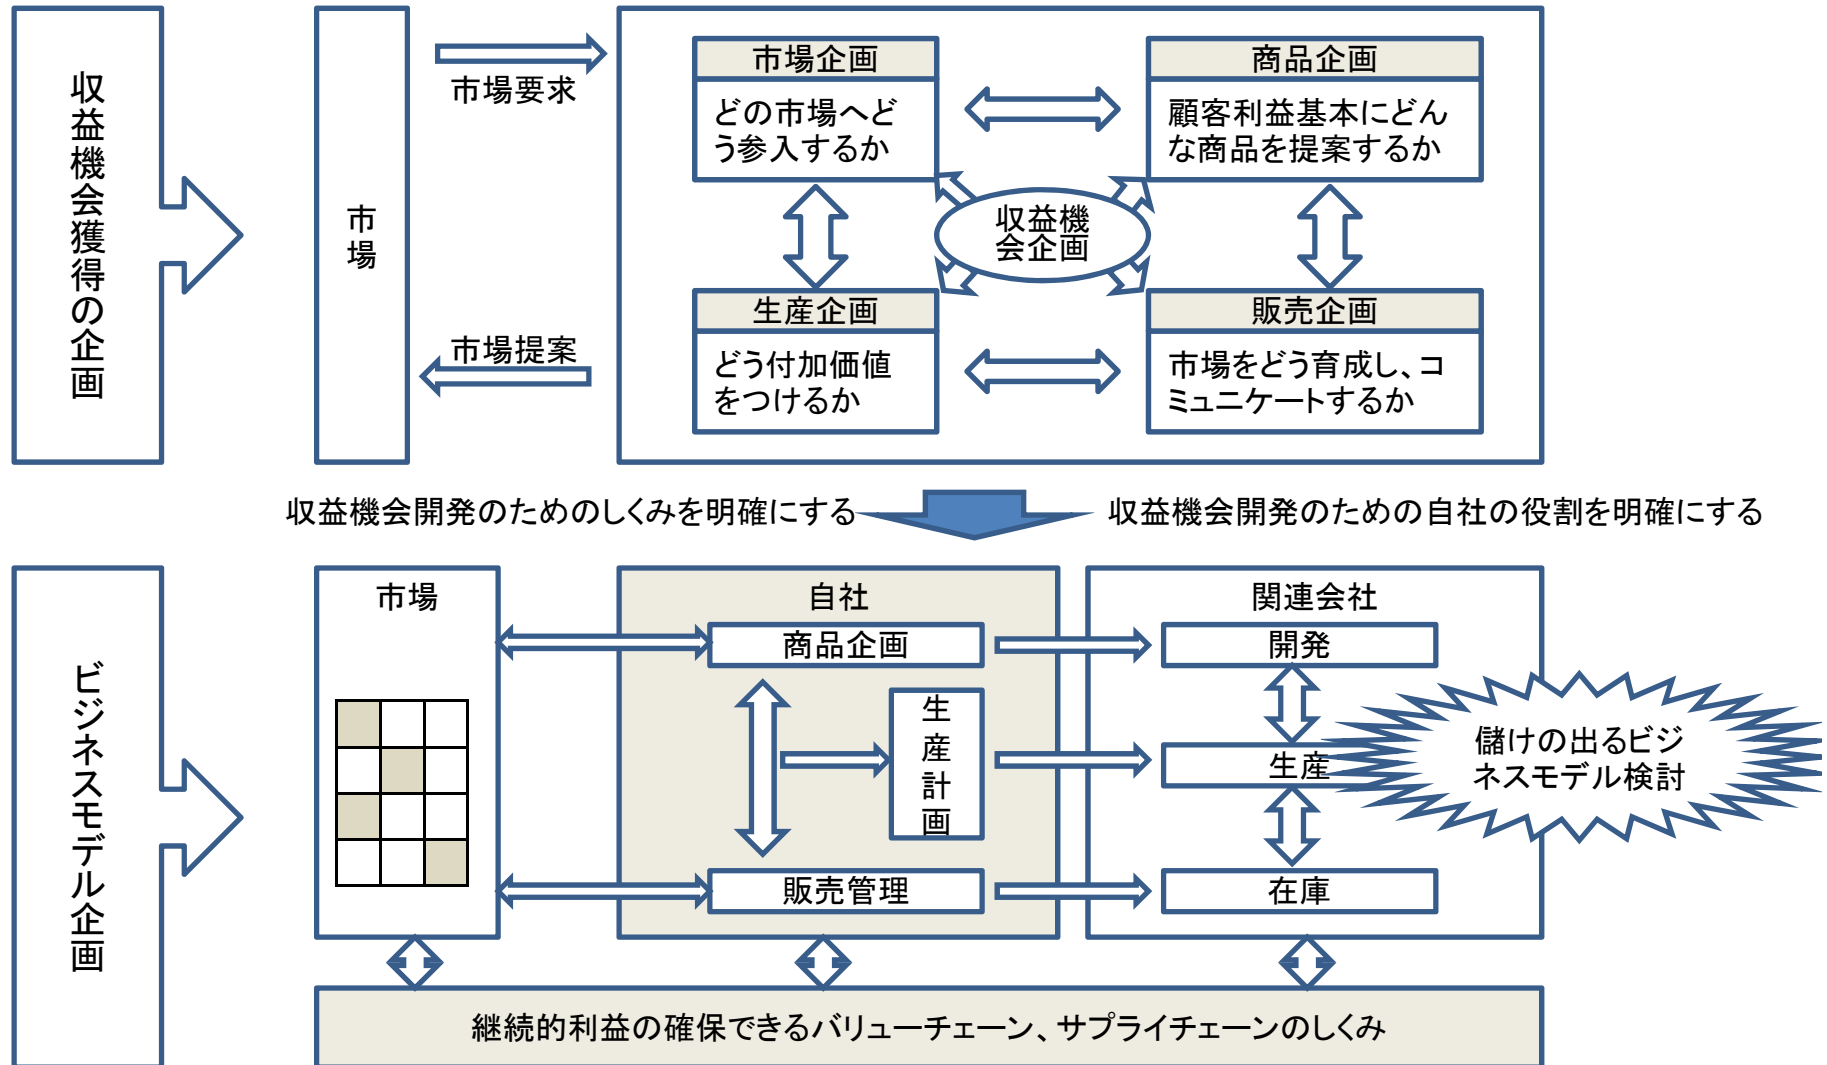 収益機会獲得の企画
市場
市場要求
市場提案
市場企画
どの市場へど
う参入するか
商品企画
顧客利益基本にどん
な商品を提案するか
収益機
会企画
生産企画
どう付加価値
をつけるか
販売企画
市場をどう育成し、コ
ミュニケートするか
収益機会開発のためのしくみを明確にする
収益機会開発のための自社の役割を明確にする
ビジネスモデル企画
市場
自社
商品企画
生産計画
販売管理
関連会社
開発
生産
在庫
儲けの出るビジ
ネスモデル検討
継続的利益の確保できるバリューチェーン、サプライチェーンのしくみ